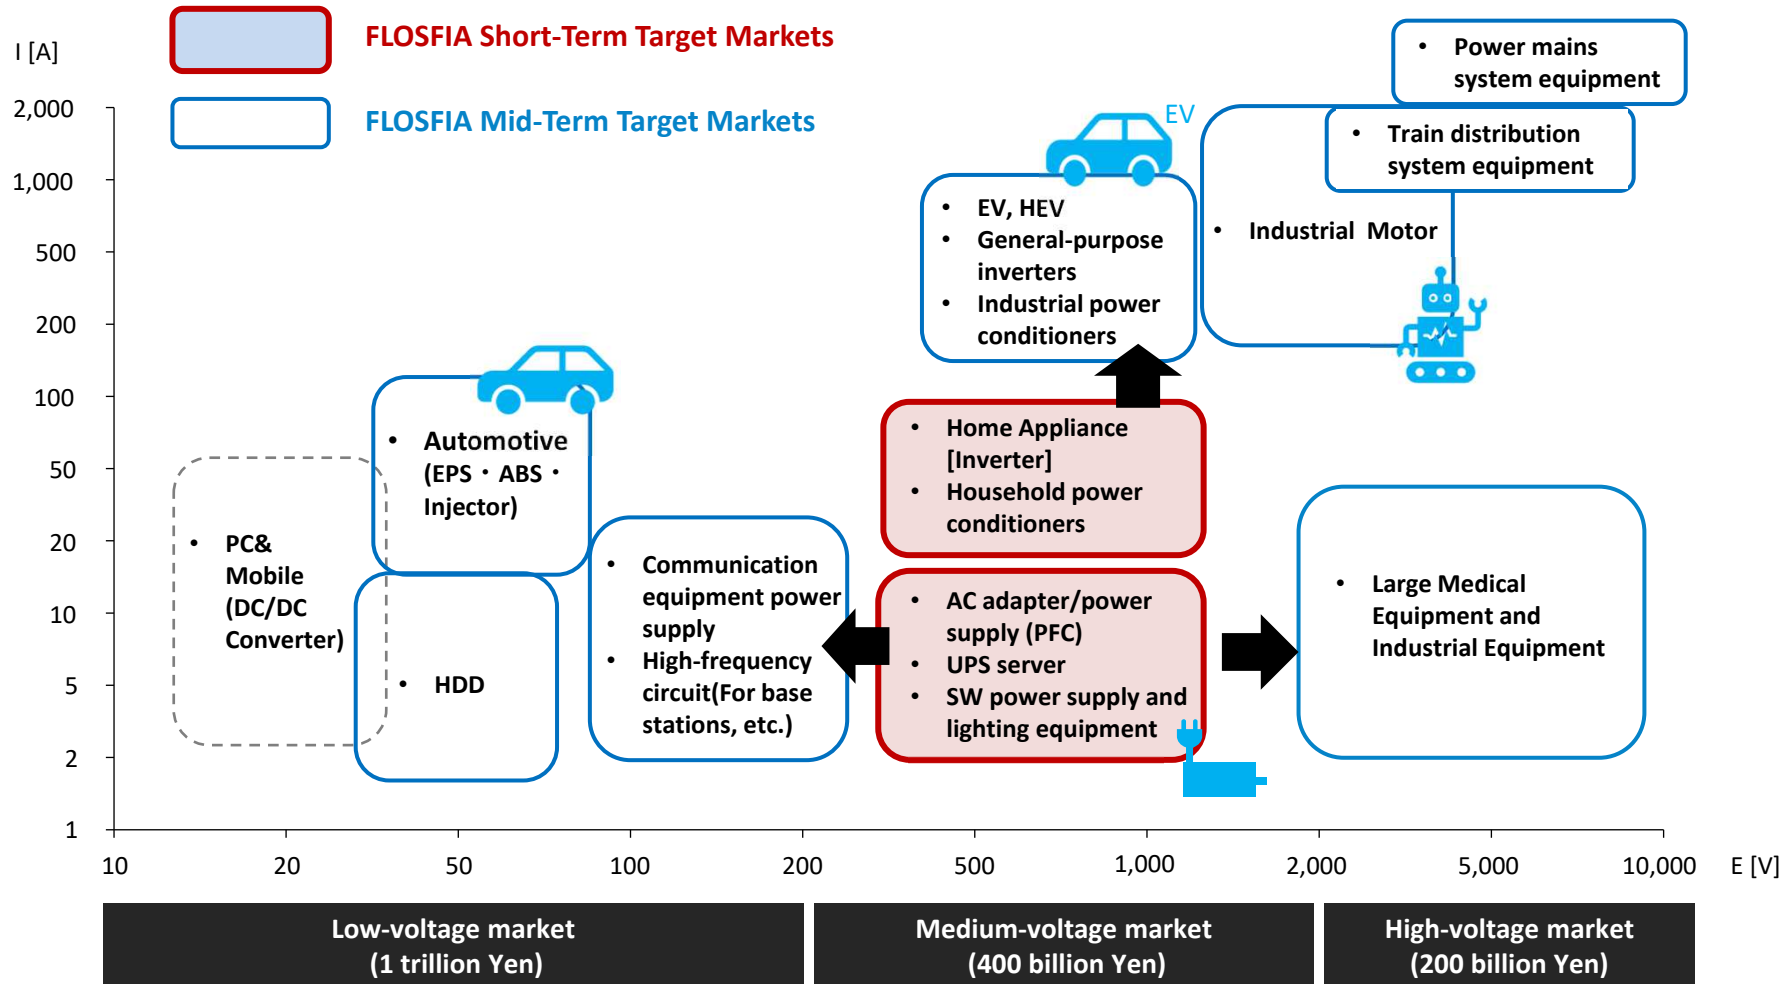 FLOSFIA Short-Term Target Markets
FLOSFIA Mid-Term Target Markets
I [A]
2,000
1,000
500
200
100
50
20
10
5
2
1
• Power mains
system equipment
• Train distribution
system equipment
EV
• EV, HEV
• General-purpose
inverters
• Industrial power
conditioners
• Industrial Motor
• Automotive
(EPS・ABS・
Injector)
• PC&
Mobile
(DC/DC
Converter)
• HDD
• Communication
equipment power
supply
• High-frequency
circuit(For base
stations, etc.)
• Home Appliance
[Inverter]
• Household power
conditioners
• AC adapter/power
supply (PFC)
• UPS server
• SW power supply and
lighting equipment
• Large Medical
Equipment and
Industrial Equipment
10 20 50 100 200 500 1,000 2,000 5,000 10,000 E [V]
Low-voltage market
(1 trillion Yen)
Medium-voltage market
(400 billion Yen)
High-voltage market
(200 billion Yen)